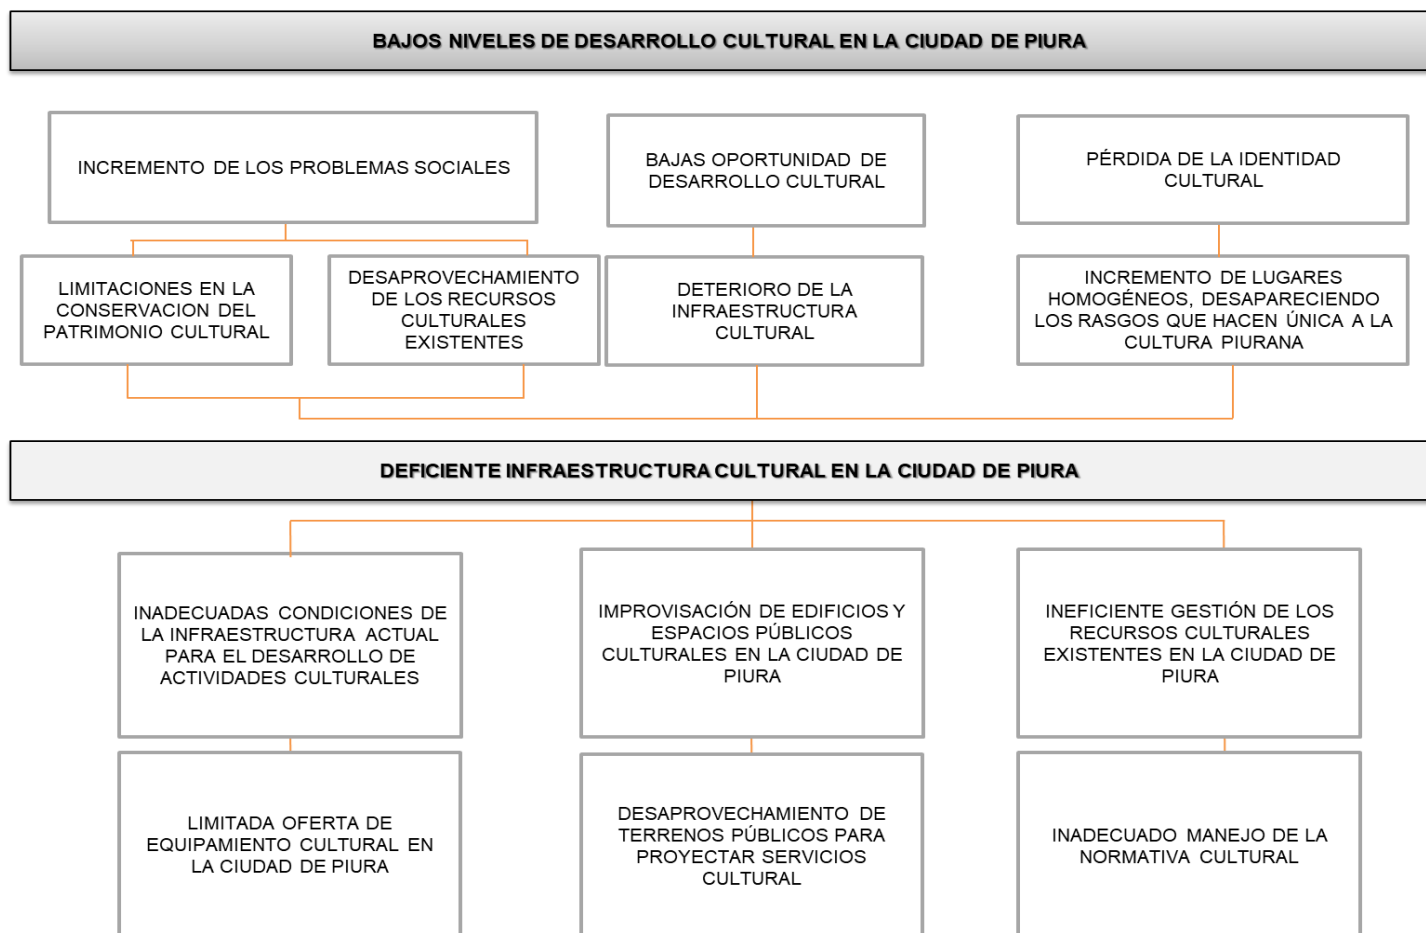 BAJOS NIVELES DE DESARROLLO CULTURAL EN LA CIUDAD DE PIURA
INCREMENTO DE LOS PROBLEMAS SOCIALES
BAJAS OPORTUNIDAD DE
DESARROLLO CULTURAL
PÉRDIDA DE LA IDENTIDAD
CULTURAL
LIMITACIONES EN LA
CONSERVACION DEL
PATRIMONIO CULTURAL
DESAPROVECHAMIENTO
DE LOS RECURSOS
CULTURALES
EXISTENTES
DETERIORO DE LA
INFRAESTRUCTURA
CULTURAL
INCREMENTO DE LUGARES
HOMOGÉNEOS, DESAPARECIENDO
LOS RASGOS QUE HACEN ÚNICA A LA
CULTURA PIURANA
DEFICIENTE INFRAESTRUCTURA CULTURAL EN LA CIUDAD DE PIURA
INADECUADAS CONDICIONES DE
LA INFRAESTRUCTURA ACTUAL
PARA EL DESARROLLO DE
ACTIVIDADES CULTURALES
IMPROVISACIÓN DE EDIFICIOS Y
ESPACIOS PÚBLICOS
CULTURALES EN LA CIUDAD DE
PIURA
INEFICIENTE GESTIÓN DE LOS
RECURSOS CULTURALES
EXISTENTES EN LA CIUDAD DE
PIURA
LIMITADA OFERTA DE
EQUIPAMIENTO CULTURAL EN
LA CIUDAD DE PIURA
DESAPROVECHAMIENTO DE
TERRENOS PÚBLICOS PARA
PROYECTAR SERVICIOS
CULTURAL
INADECUADO MANEJO DE LA
NORMATIVA CULTURAL